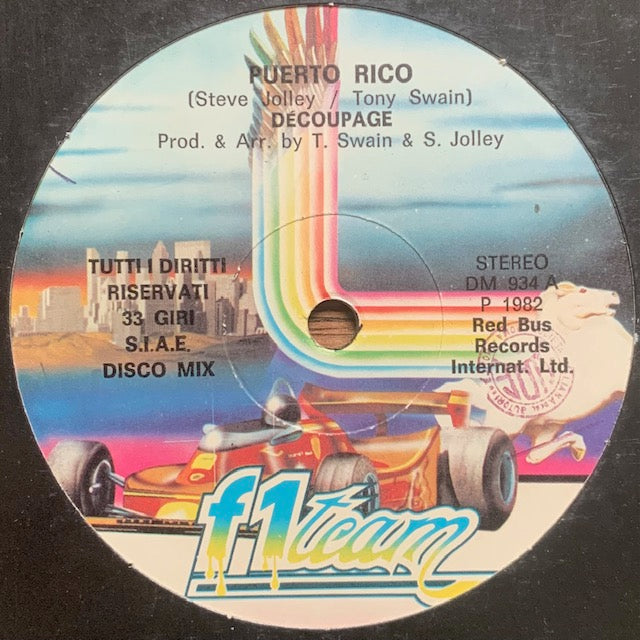 PUERTO RICO
(Steve Jolley / Tony Swain)
DÉCOUPAGE
Prod. & Arr. by T. Swain & S. Jolley
TUTTI I DIRITTI
RISERVATI
33 GIRI
S.I.A.E.
DISCO MIX
STEREO
DM 934 A
P 1982
Red Bus
Records
Internat. Ltd.
f.1 team